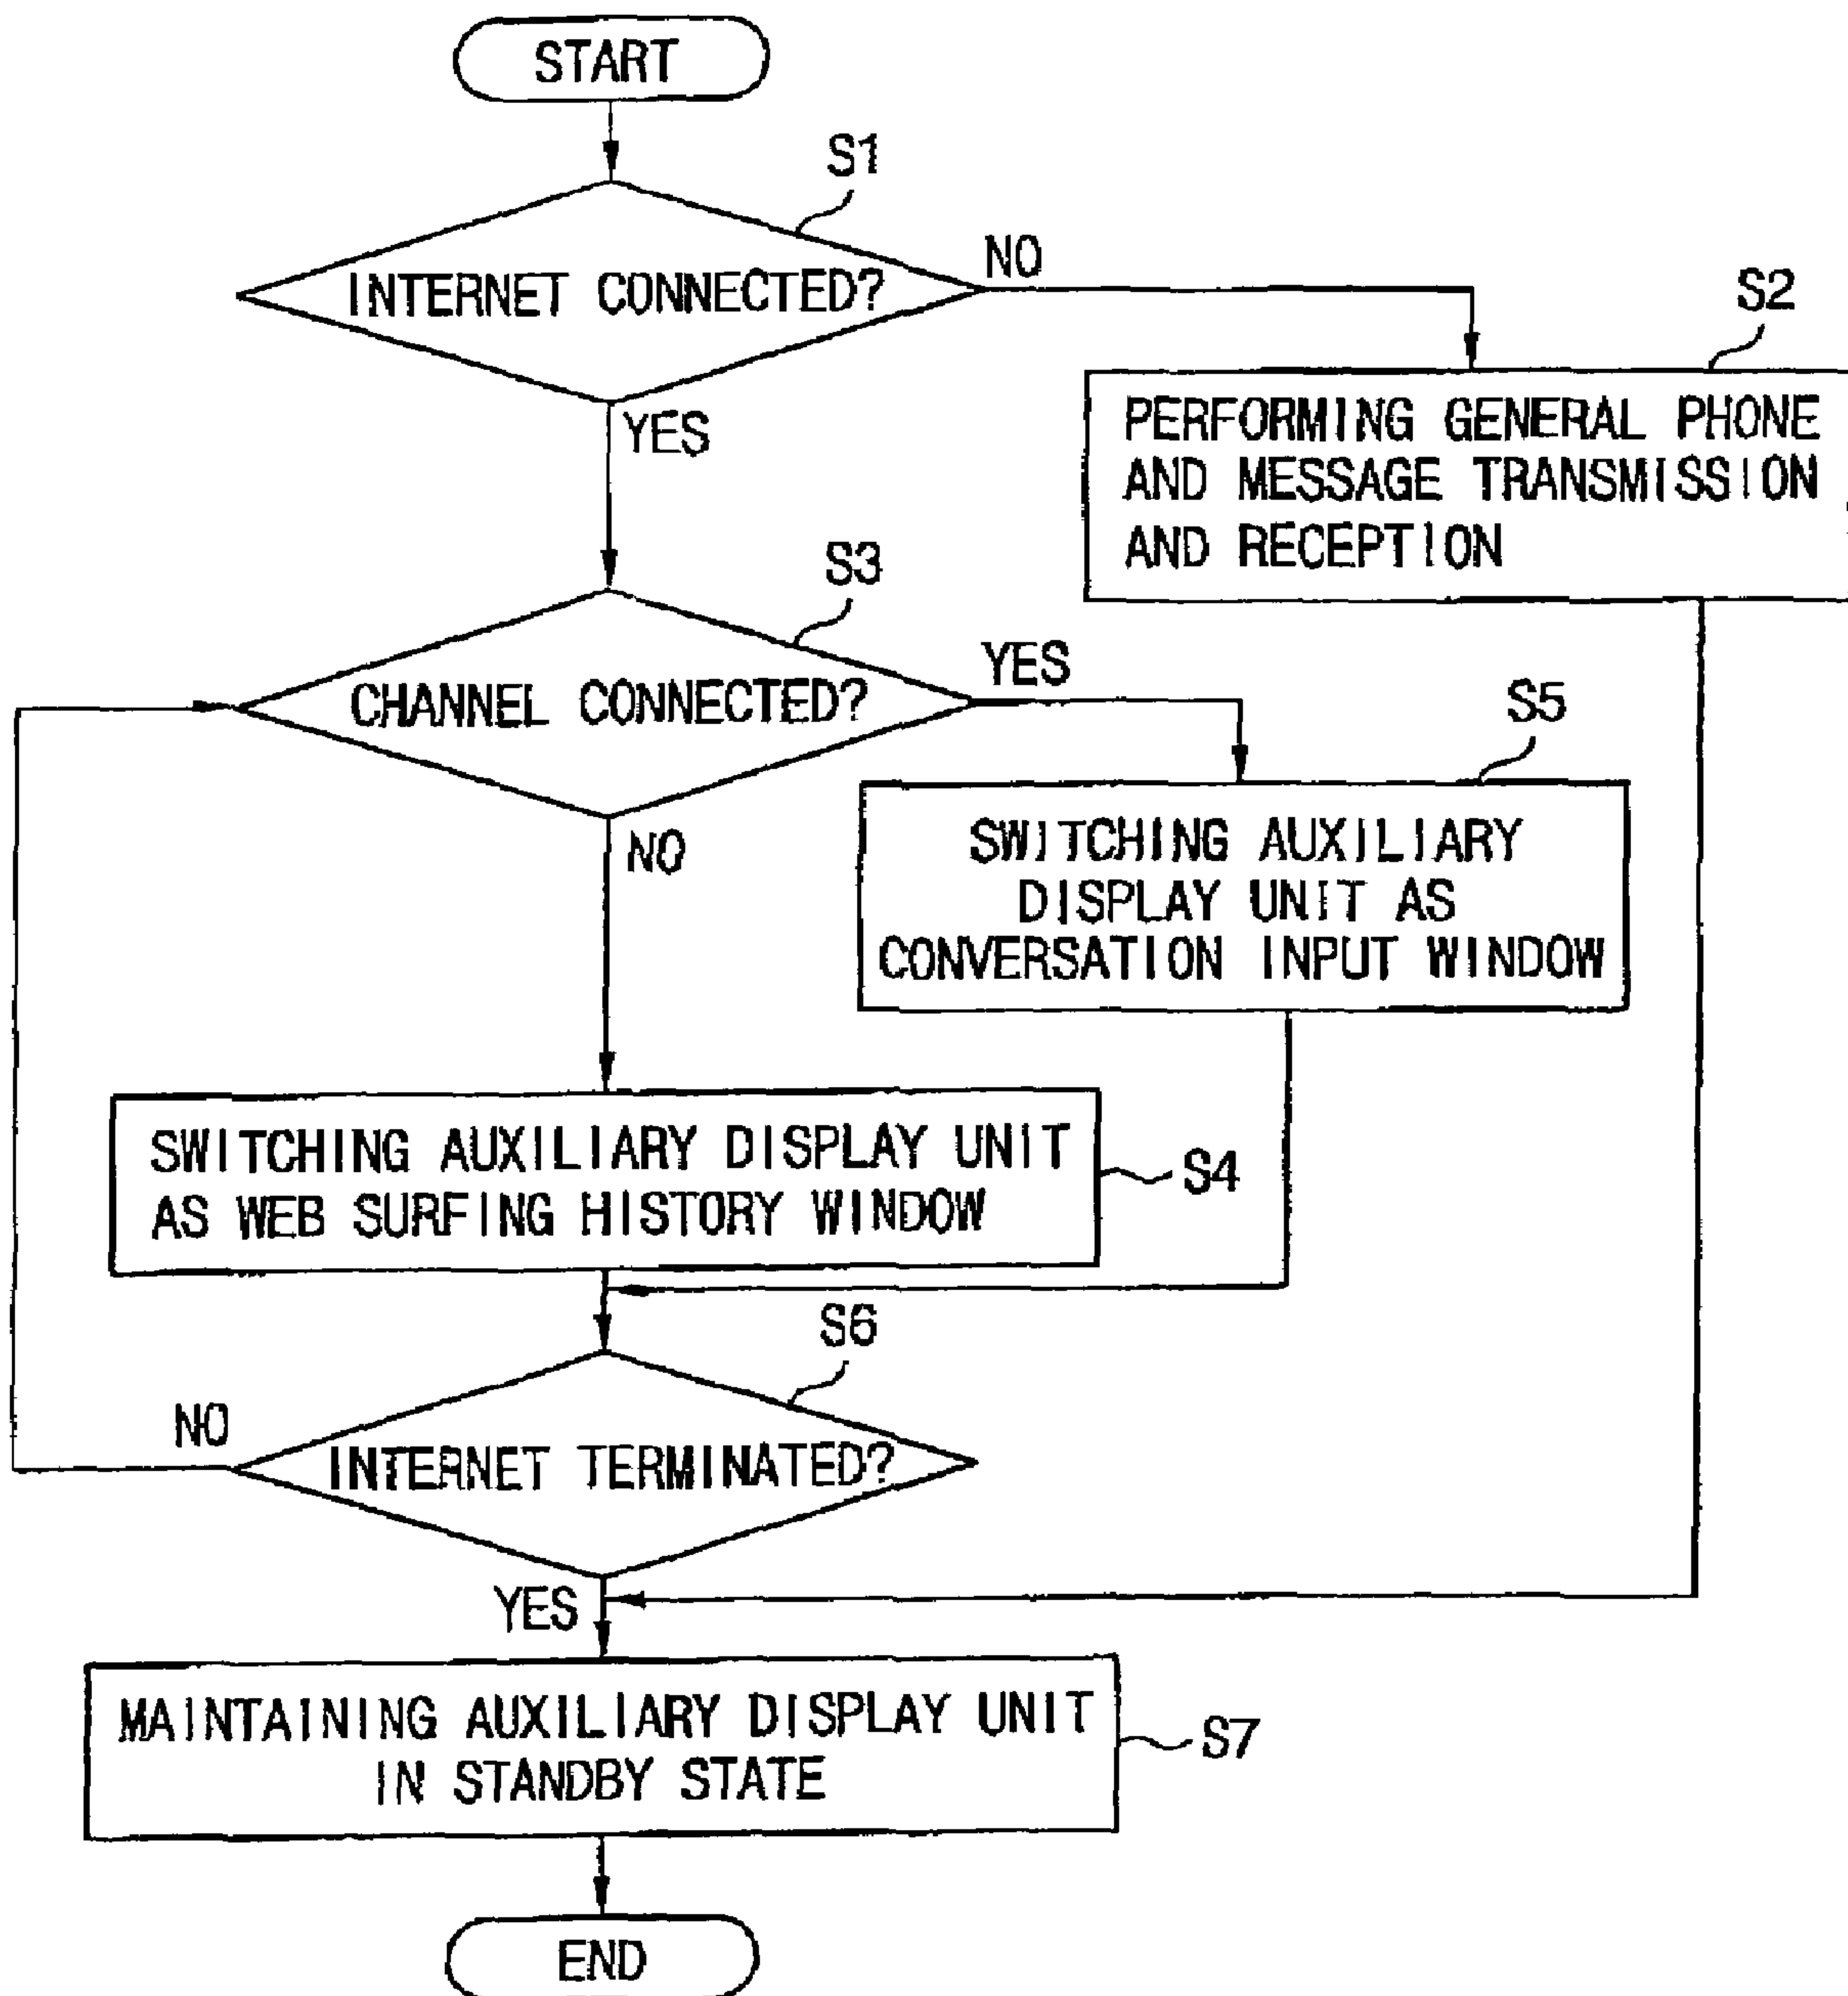 START
S1
INTERNET CONNECTED?
NO
S2
YES
PERFORMING GENERAL PHONE
AND MESSAGE TRANSMISSION
AND RECEPTION
S3
CHANNEL CONNECTED?
YES
S5
NO
SWITCHING AUXILIARY
DISPLAY UNIT AS
CONVERSATION INPUT WINDOW
SWITCHING AUXILIARY DISPLAY UNIT
AS WEB SURFING HISTORY WINDOW
S4
S6
NO
INTERNET TERMINATED?
YES
MAINTAINING AUXILIARY DISPLAY UNIT
IN STANDBY STATE
S7
END